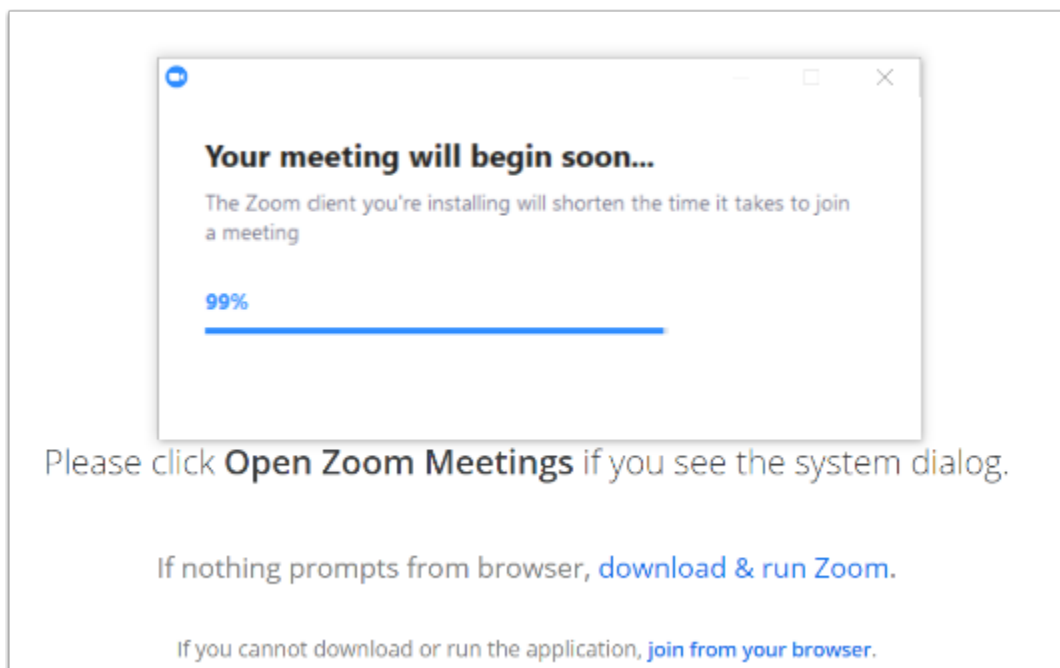 Your meeting will begin soon...
The Zoom client you're installing will shorten the time it takes to join
a meeting
99%
Please click Open Zoom Meetings if you see the system dialog.
If nothing prompts from browser, download & run Zoom.
If you cannot download or run the application, join from your browser.